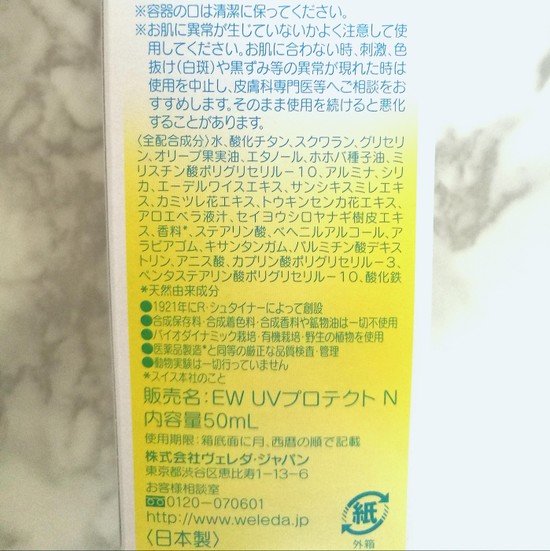 ※容器の口は清潔に保ってください。
※お肌に異常が生じていないかよく注意して使
用してください。お肌に合わない時、刺激、色
抜け(白斑)や黒ずみ等の異常が現れた時は
使用を中止し、皮膚科専門医等へご相談をお
すすめします。そのまま使用を続けると悪化
することがあります。
〈全配合成分〉水、酸化チタン、スクワラン、グリセリ
ン、オリーブ果実油、エタノール、ホホバ種子油、ミ
リスチン酸ポリグリセリル－10、アルミナ、シリ
カ、エーデルワイスエキス、サンシキスミレエキ
ス、カミツレ花エキス、トウキンセンカ花エキス、
アロエベラ液汁、セイヨウシロヤナギ樹皮エキ
ス、香料*、ステアリン酸、ベヘニルアルコール、ア
ラビアゴム、キサンタンガム、パルミチン酸デキス
トリン、アニス酸、カプリン酸ポリグリセリル－3、
ペンタステアリン酸ポリグリセリル－10、酸化鉄
*天然由来成分
●1921年にR・シュタイナーによって創設
●合成保存料・合成着色料・合成香料や鉱物油は一切不使用
●バイオダイナミック栽培・有機栽培・野生の植物を使用
●医薬品製造*と同等の厳正な品質検査・管理
●動物実験は一切行っていません
*スイス本社のこと
販売名：EW UVプロテクト N
内容量50mL
使用期限：箱底面に月、西暦の順で記載
株式会社ヴェレダ・ジャパン
東京都渋谷区恵比寿1－13－6
お客様相談室
0120－070601
http://www.weleda.jp
〈日本製〉
紙
外箱